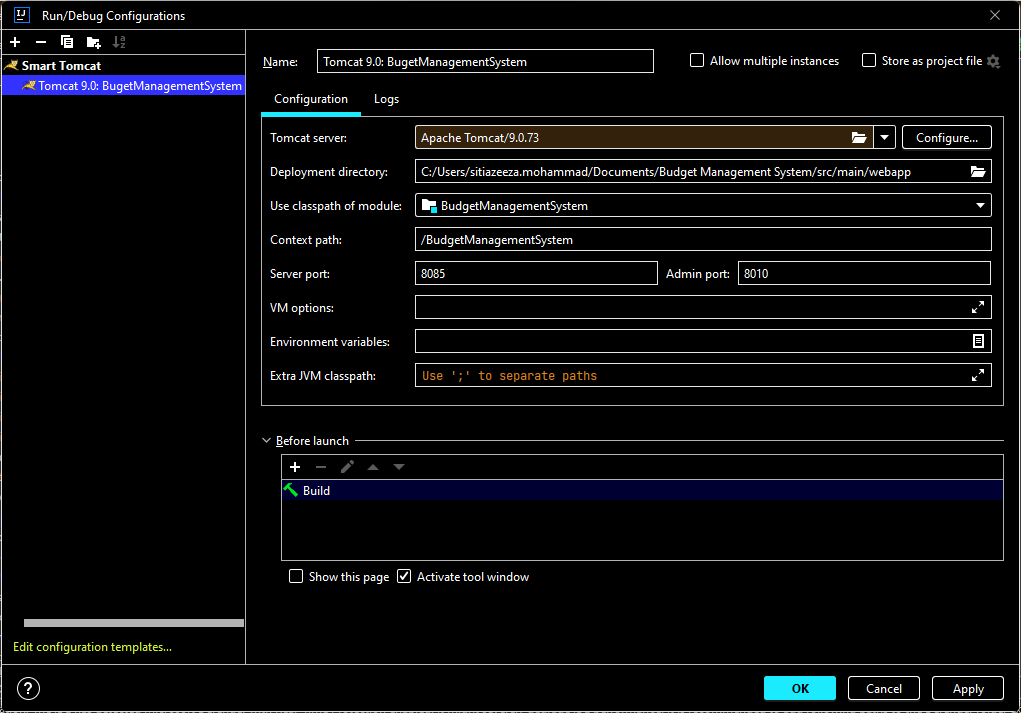 Run/Debug Configurations
Smart Tomcat
Tomcat 9.0: BugetManagementSystem
Name: Tomcat 9.0: BugetManagementSystem Allow multiple instances Store as project file
Configuration Logs
Tomcat server: Apache Tomcat/9.0.73 Configure...
Deployment directory: C:/Users/sitiazeeza.mohammad/Documents/Budget Management System/src/main/webapp
Use classpath of module: BudgetManagementSystem
Context path: /BudgetManagementSystem
Server port: 8085 Admin port: 8010
VM options:
Environment variables:
Extra JVM classpath: Use ';' to separate paths
Before launch
Build
Show this page Activate tool window
Edit configuration templates...
? OK Cancel Apply